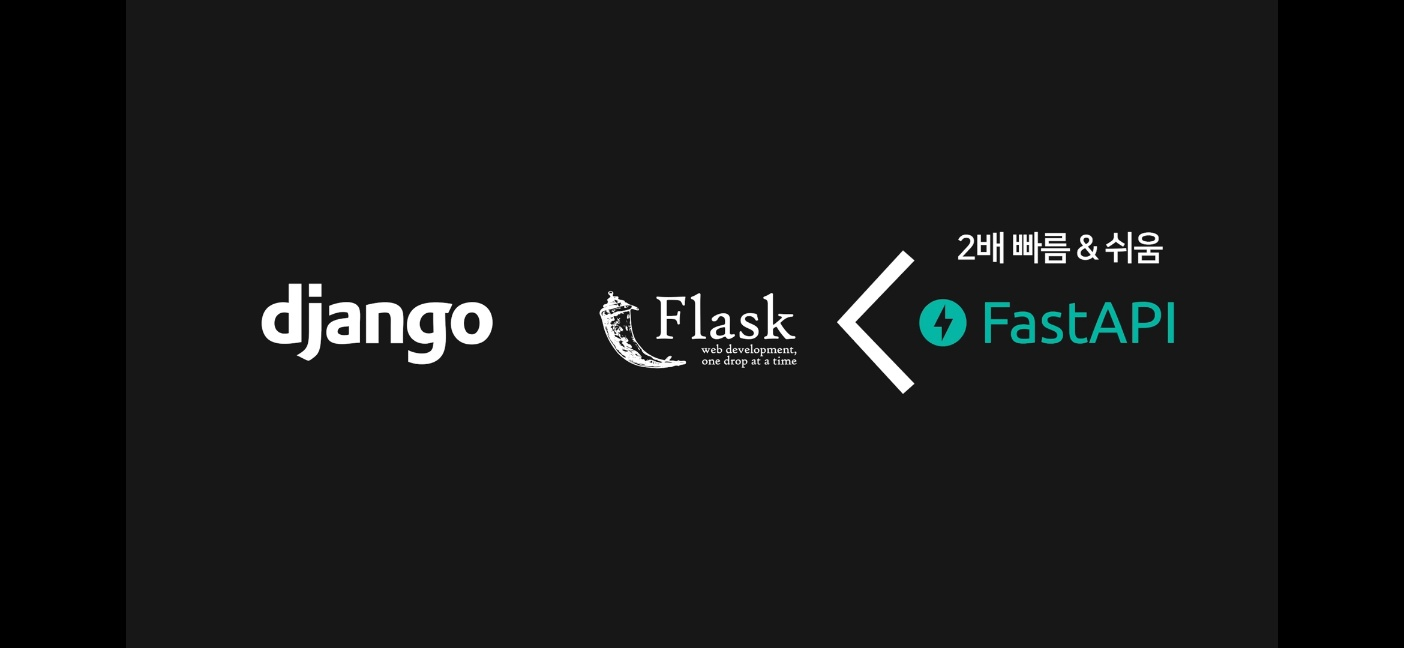 django
Flask
web development,
one drop at a time
2배 빠름 & 쉬움
FastAPI